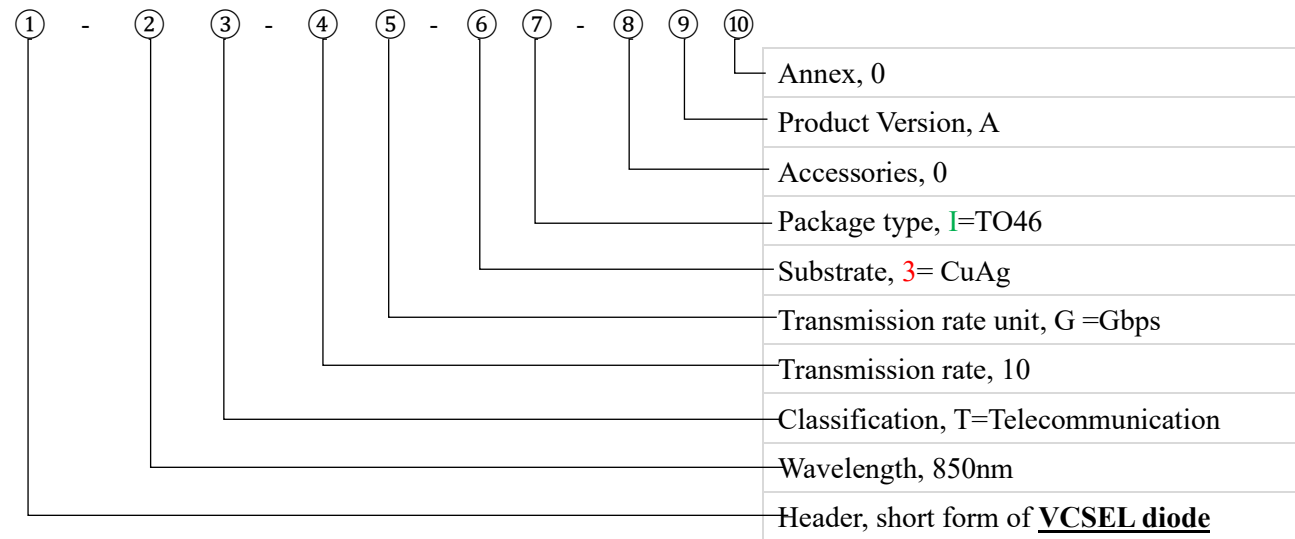 ① - ② ③ - ④ ⑤ - ⑥ ⑦ - ⑧ ⑨ ⑩
Annex, 0
Product Version, A
Accessories, 0
Package type, I=TO46
Substrate, 3= CuAg
Transmission rate unit, G =Gbps
Transmission rate, 10
Classification, T=Telecommunication
Wavelength, 850nm
Header, short form of VCSEL diode